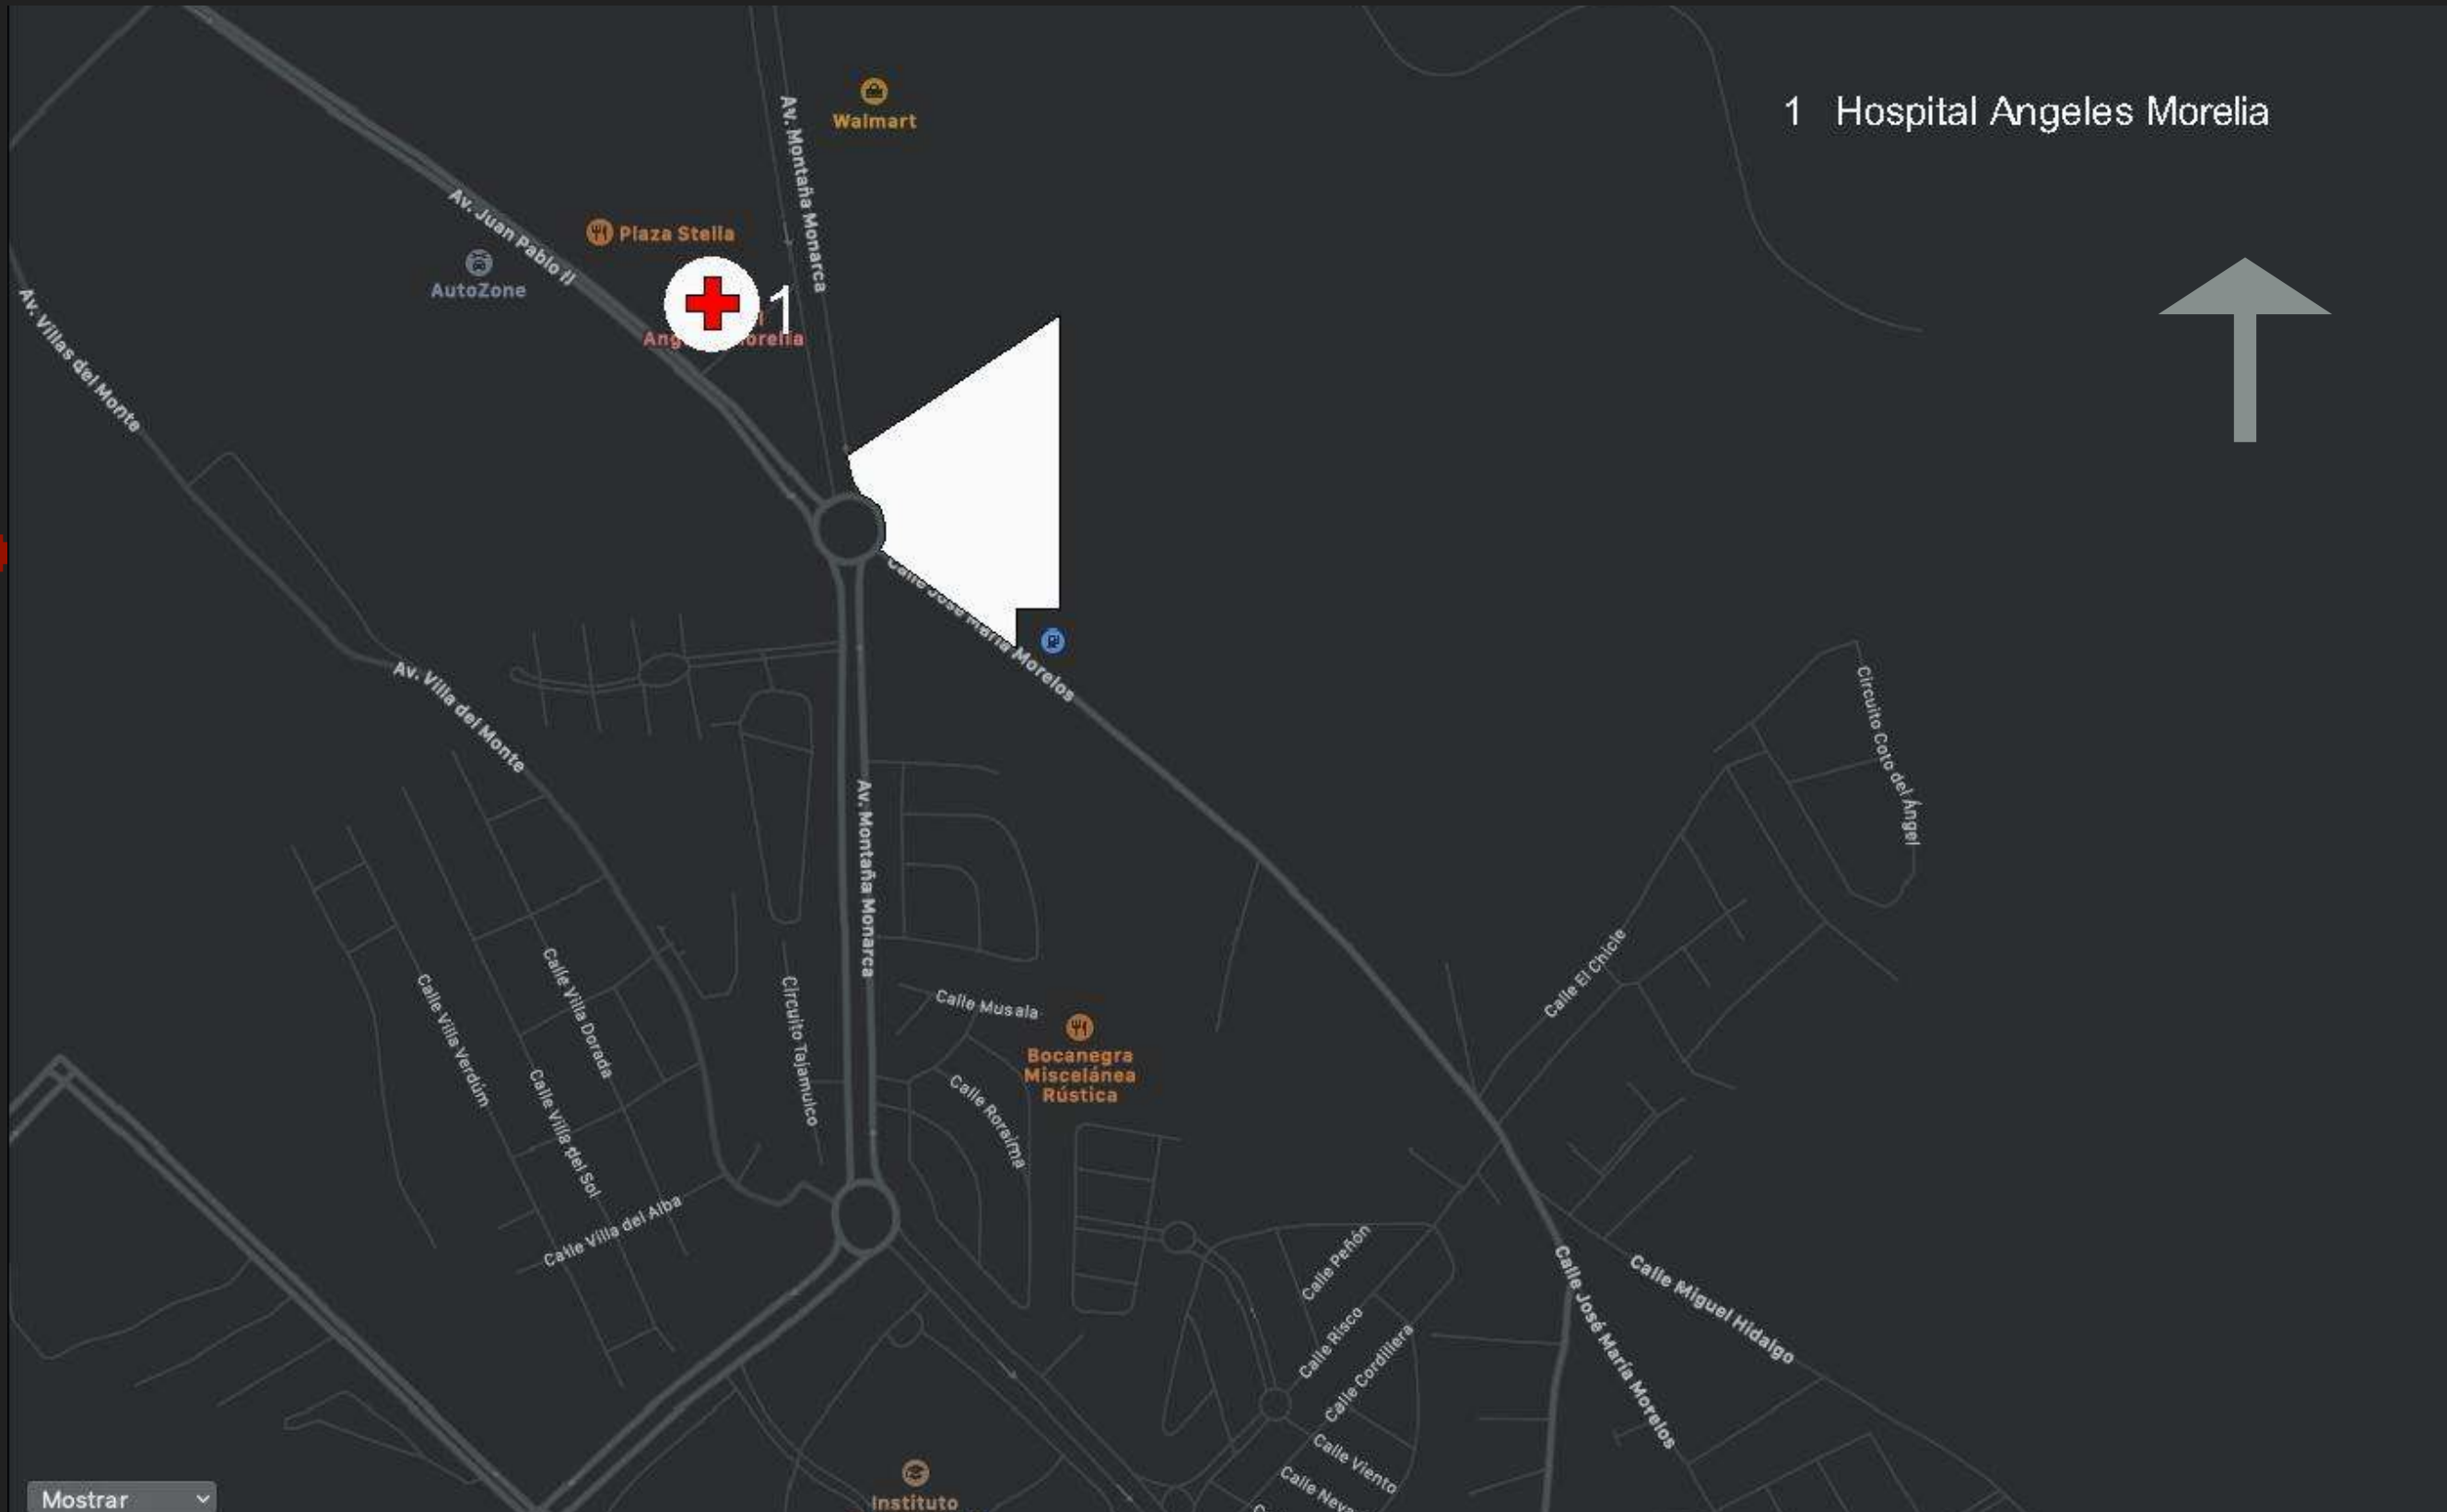 1 Hospital Angeles Morelia
Walmart
Av. Montaña Monarca
Av. Juan Pablo II
Plaza Stella
AutoZone
1
Av. Villas del Monte
Calle José María Morelos
Av. Villa del Monte
Circuito Coto del Ángel
Av. Montaña Monarca
Calle El Chicle
Calle Villa Dorada
Calle Villa Verdúm
Circuito Tajamulco
Calle Musala
Bocanegra
Miscelánea
Rústica
Calle Roraima
Calle Villa del Sol
Calle Villa del Alba
Calle Peñón
Calle Risco
Calle Cordillera
Calle José María Morelos
Calle Miguel Hidalgo
Calle Viento
Calle
Instituto
Mostrar